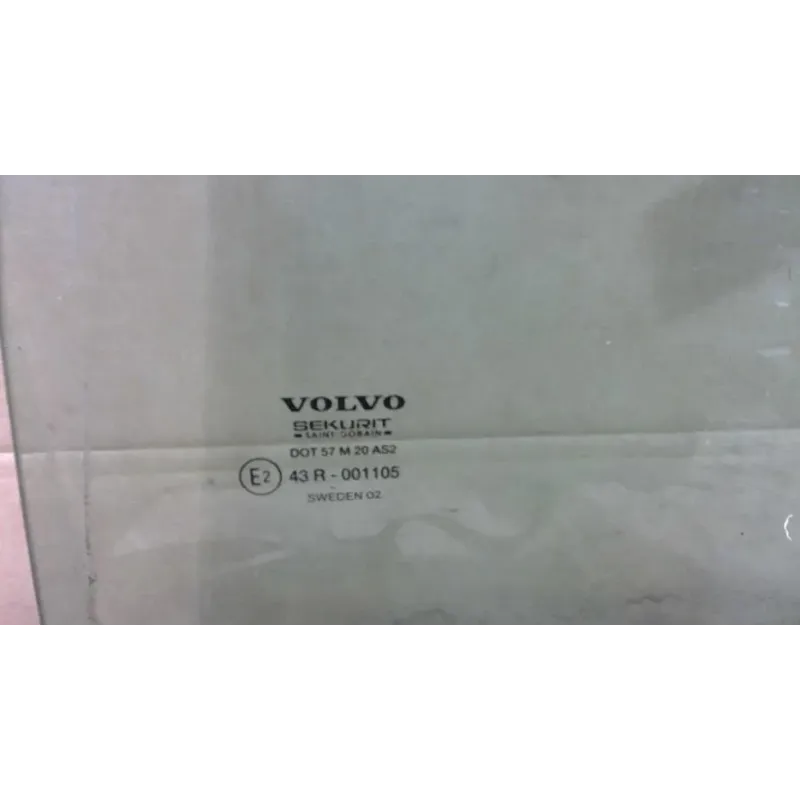 VOLVO
SEKURIT
SAINT-GOBAIN
DOT 57 M 20 AS2
E2 43 R - 001105
SWEDEN 02